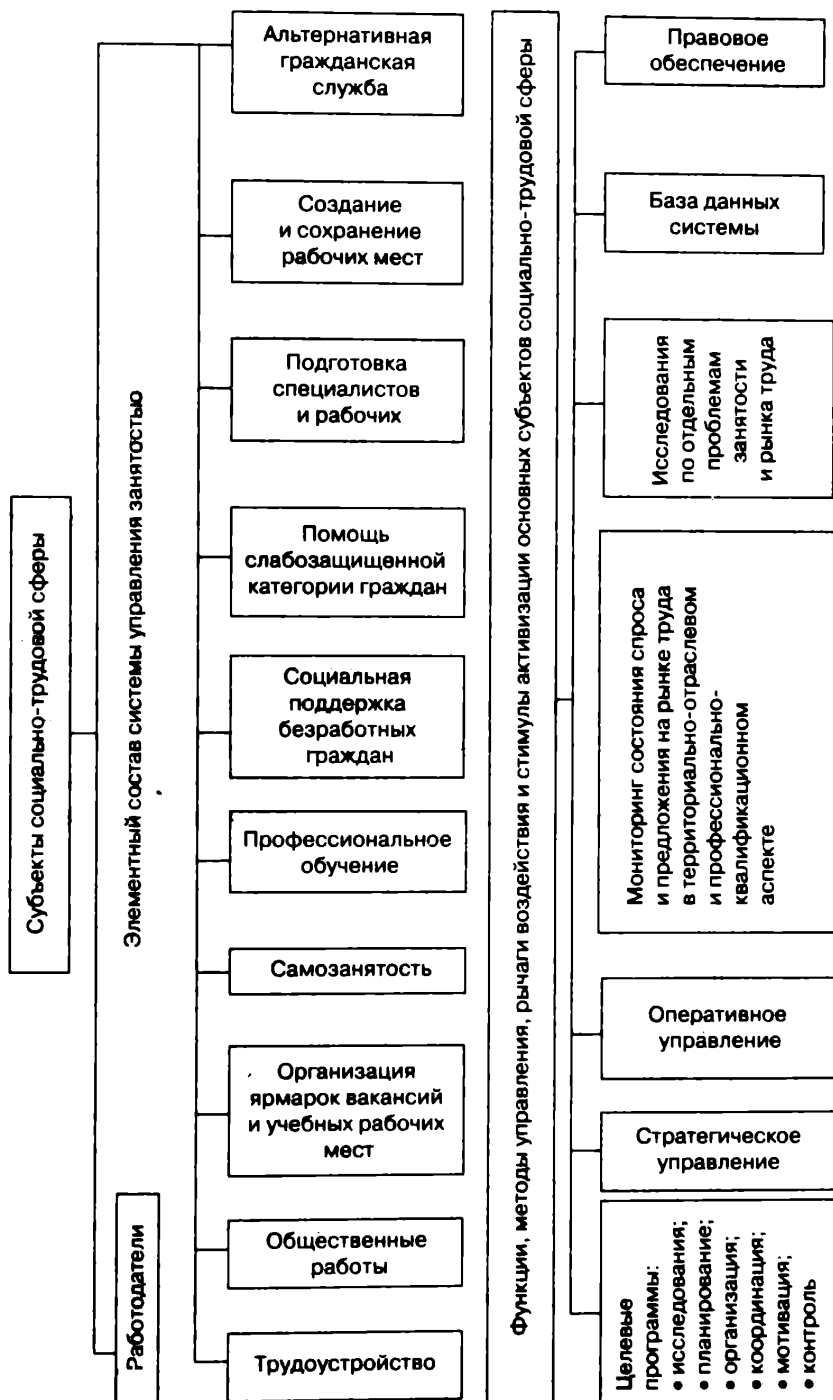 Субъекты социально-трудовой сферы
Работодатели
Элементный состав системы управления занятостью
Трудоустройство
Общественные
работы
Организация
ярмарок вакансий
и учебных рабочих
мест
Самозанятость
Профессиональное
обучение
Социальная
поддержка
безработных
граждан
Помощь
слабозащищенной
категории граждан
Подготовка
специалистов
и рабочих
Создание
и сохранение
рабочих мест
Альтернативная
гражданская
служба
Функции, методы управления, рычаги воздействия и стимулы активизации основных субъектов социально-трудовой сферы
Целевые
программы:
• исследования;
• планирование;
• организация;
• координация;
• мотивация;
• контроль
Стратегическое
управление
Оперативное
управление
Мониторинг состояния спроса
и предложения на рынке труда
в территориально-отраслевом
и профессионально-
квалификационном
аспекте
Исследования
по отдельным
проблемам
занятости
и рынка труда
База данных
системы
Правовое
обеспечение